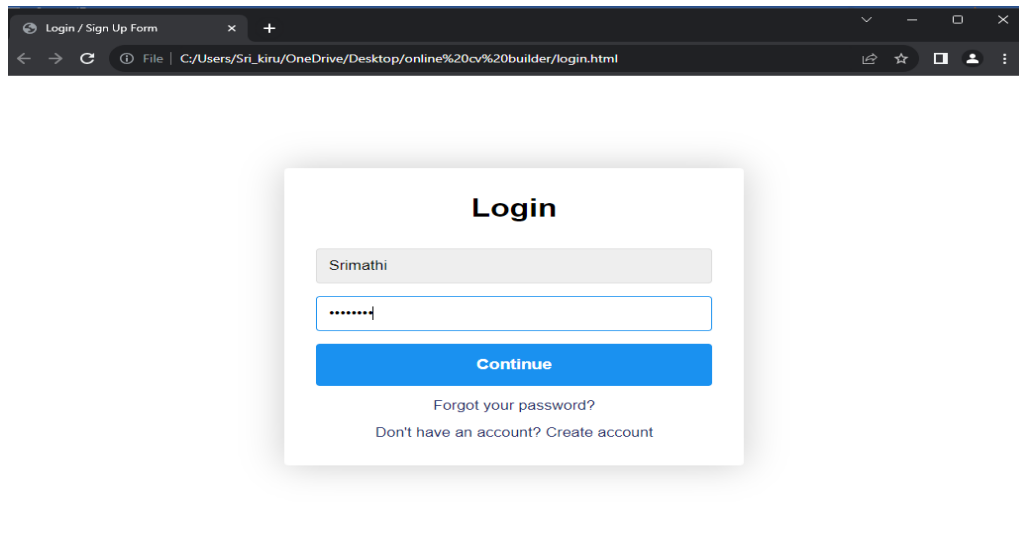 Login / Sign Up Form
File | C:/Users/Sri_kiru/OneDrive/Desktop/online%20cv%20builder/login.html
Login
Srimathi
••••••••
Continue
Forgot your password?
Don't have an account? Create account